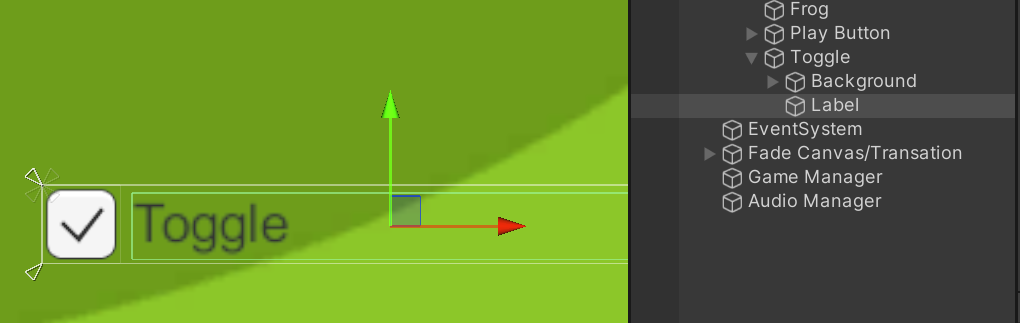 Toggle
Frog
Play Button
Toggle
Background
Label
EventSystem
Fade Canvas/Transation
Game Manager
Audio Manager